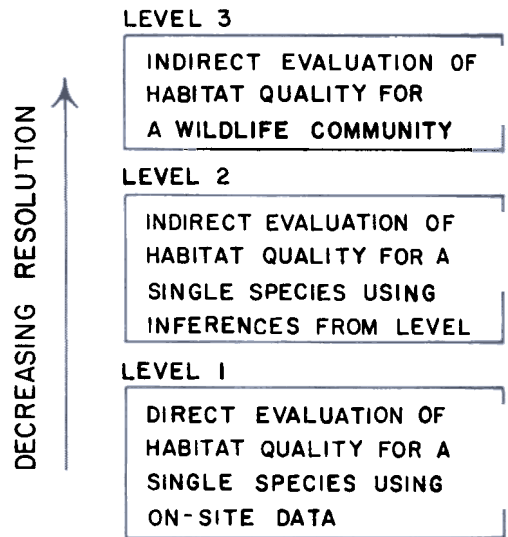 LEVEL 3
INDIRECT EVALUATION OF
HABITAT QUALITY FOR
A WILDLIFE COMMUNITY
LEVEL 2
INDIRECT EVALUATION OF
HABITAT QUALITY FOR A
SINGLE SPECIES USING
INFERENCES FROM LEVEL
LEVEL I
DIRECT EVALUATION OF
HABITAT QUALITY FOR A
SINGLE SPECIES USING
ON-SITE DATA
DECREASING RESOLUTION